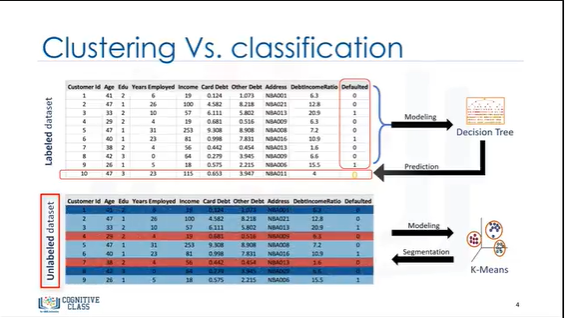 Clustering Vs. classification
Labeled dataset
Customer Id Age Edu Years Employed Income Card Debt Other Debt Address DebtIncomeRatio Defaulted
1 41 2 6 19 0.124 1.073 NBA001 6.3 0
2 47 1 26 100 4.582 8.218 NBA021 12.8 0
3 33 2 10 57 6.111 5.802 NBA013 20.9 1
4 29 2 4 19 0.681 0.516 NBA009 6.3 0
5 47 1 31 253 9.308 8.908 NBA008 7.2 0
6 40 1 23 81 0.998 7.831 NBA016 10.9 1
7 38 2 4 56 0.442 0.454 NBA013 1.6 0
8 42 3 0 64 0.279 3.945 NBA009 6.6 0
9 26 1 5 18 0.575 2.215 NBA006 15.5 1
10 47 3 23 115 0.653 3.947 NBA011 4 0
Modeling
Decision Tree
Prediction
Unlabeled dataset
Customer Id Age Edu Years Employed Income Card Debt Other Debt Address DebtIncomeRatio Defaulted
1 41 2 6 19 0.124 1.073 NBA001 6.3 0
2 47 1 26 100 4.582 8.218 NBA021 12.8 0
3 33 2 10 57 6.111 5.802 NBA013 20.9 1
4 29 2 4 19 0.681 0.516 NBA009 6.3 0
5 47 1 31 253 9.308 8.908 NBA008 7.2 0
6 40 1 23 81 0.998 7.831 NBA016 10.9 1
7 38 2 4 56 0.442 0.454 NBA013 1.6 0
8 42 3 0 64 0.279 3.945 NBA009 6.6 0
9 26 1 5 18 0.575 2.215 NBA006 15.5 1
Modeling
Segmentation
K-Means
COGNITIVE
CLASS
4